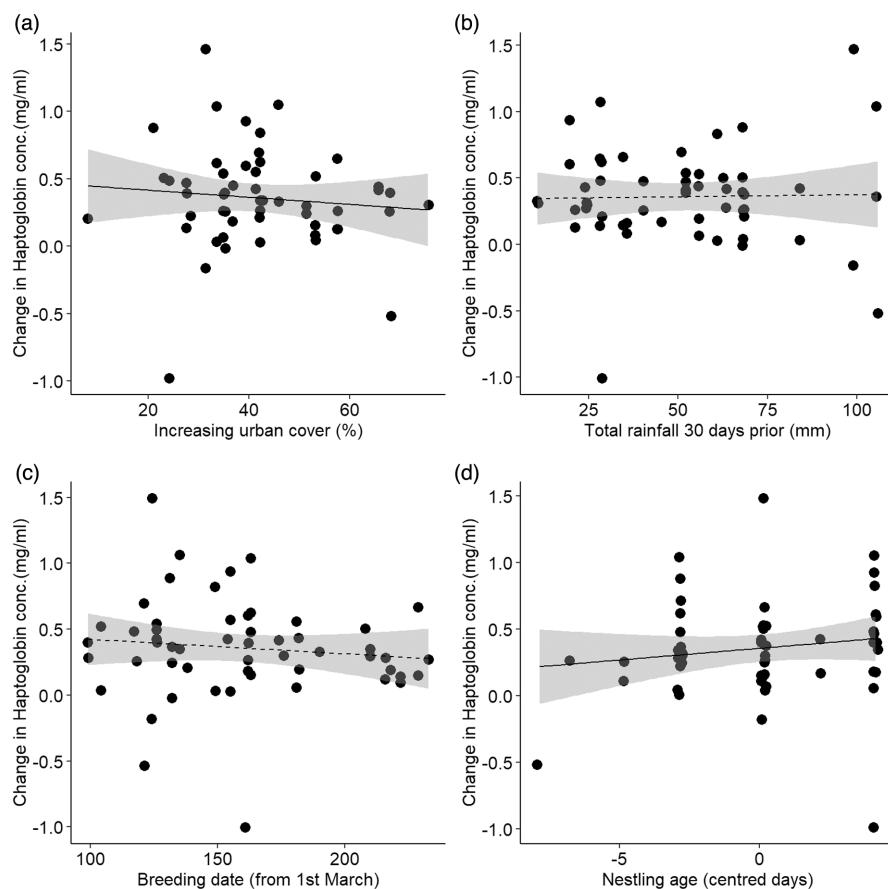 (a)
1.5
1.0
0.5
0.0
-0.5
-1.0
Change in Haptoglobin conc.(mg/ml)
20 40 60
Increasing urban cover (%)
(b)
1.5
1.0
0.5
0.0
-0.5
-1.0
Change in Haptoglobin conc.(mg/ml)
25 50 75 100
Total rainfall 30 days prior (mm)
(c)
1.5
1.0
0.5
0.0
-0.5
-1.0
Change in Haptoglobin conc.(mg/ml)
100 150 200
Breeding date (from 1st March)
(d)
1.5
1.0
0.5
0.0
-0.5
-1.0
Change in Haptoglobin conc.(mg/ml)
-5 0
Nestling age (centred days)